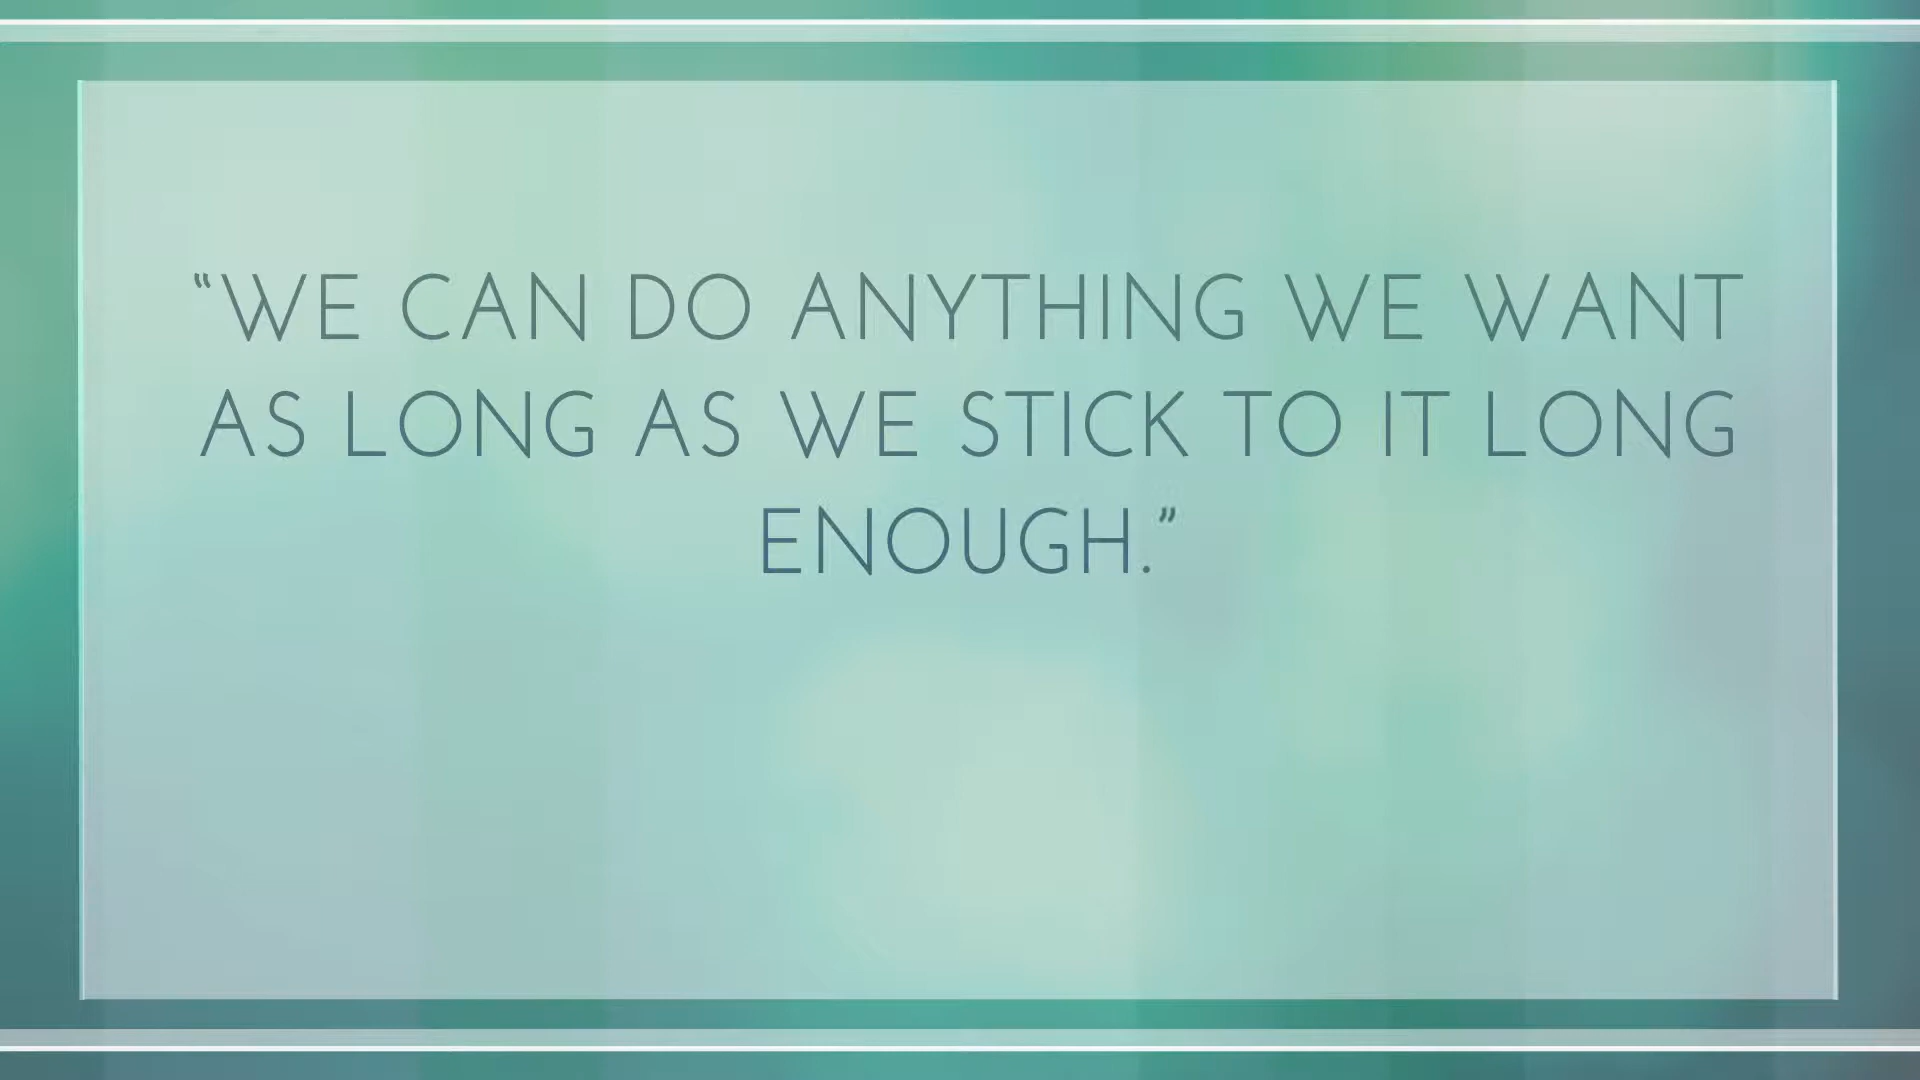 “WE CAN DO ANYTHING WE WANT
AS LONG AS WE STICK TO IT LONG
ENOUGH.”